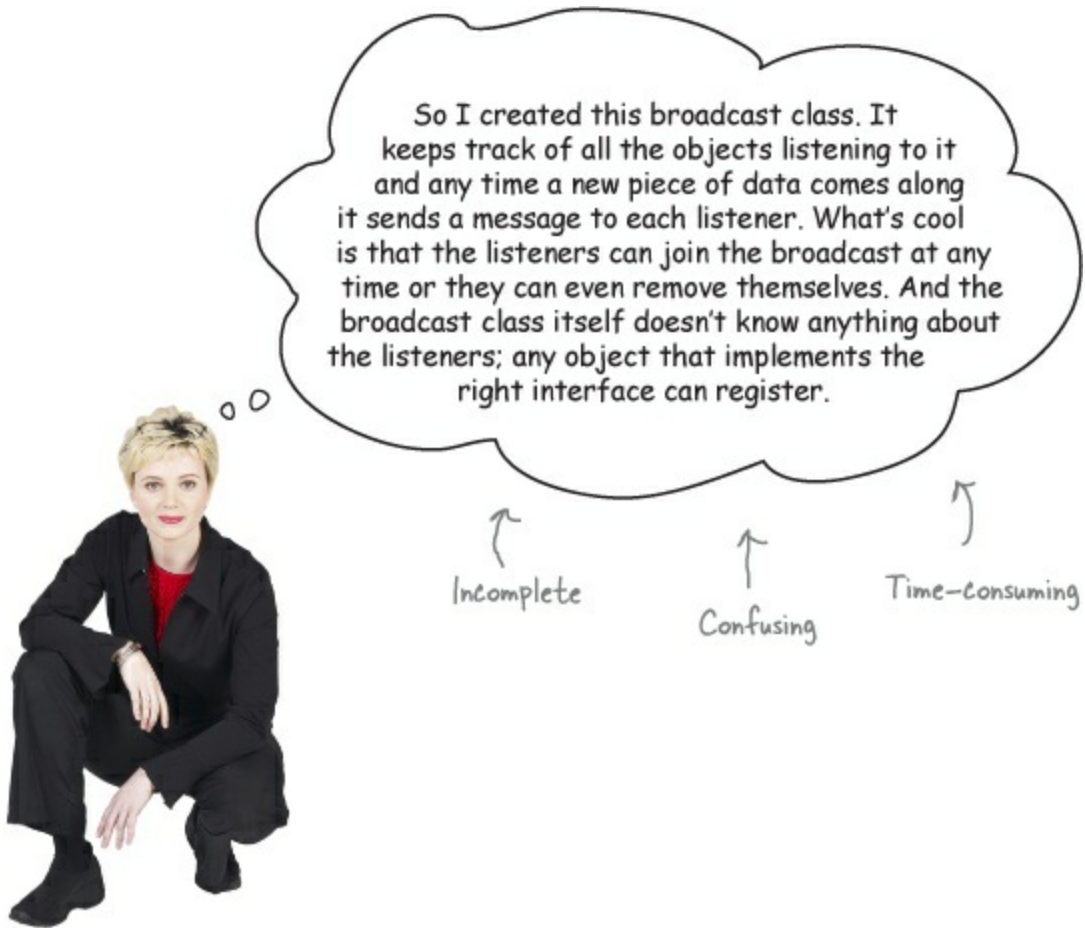 So I created this broadcast class. It
keeps track of all the objects listening to it
and any time a new piece of data comes along
it sends a message to each listener. What's cool
is that the listeners can join the broadcast at any
time or they can even remove themselves. And the
broadcast class itself doesn't know anything about
the listeners; any object that implements the
right interface can register.
Incomplete
Confusing
Time-consuming